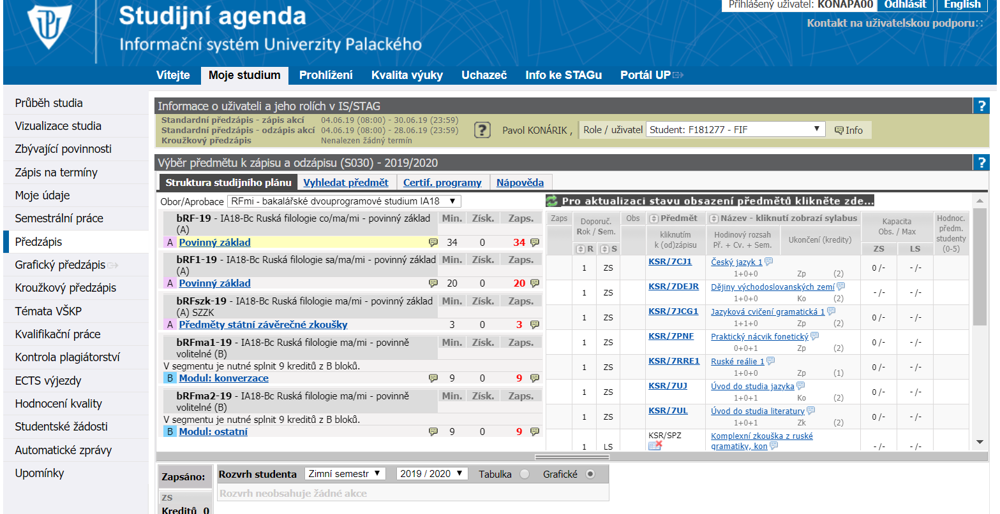 Přihlášený uživatel: KONAPA00 Odhlásit English
Studijní agenda
Kontakt na uživatelskou podporu
Informační systém Univerzity Palackého
Vítejte Moje studium Prohlížení Kvalita výuky Uchazeč Info ke STAGu Portál UP
Průběh studia
Vizualizace studia
Zbývající povinnosti
Zápis na termíny
Moje údaje
Semestrální práce
Předzápis
Grafický předzápis
Kroužkový předzápis
Témata VŠKP
Kvalifikační práce
Kontrola plagiátorství
ECTS výjezdy
Hodnocení kvality
Studentské žádosti
Automatické zprávy
Upomínky
Informace o uživateli a jeho rolích v IS/STAG ?
Standardní předzápis - zápis akcí 04.06.19 (08:00) - 30.06.19 (23:59)
Standardní předzápis - odzápis akcí 04.06.19 (08:00) - 28.06.19 (23:59)
Kroužkový předzápis Nenalezen žádný termín
? Pavol KONÁRIK , Role / uživatel Student: F181277 - FIF Info
Výběr předmětu k zápisu a odzápisu (S030) - 2019/2020 ?
Struktura studijního plánu Vyhledat předmět Certif. programy Nápověda
Obor/Aprobace RFmi - bakalářské dvouprogramové studium IA18
bRF-19 - IA18-Bc Ruská filologie co/ma/mi - povinný základ Min. Získ. Zaps.
(A)
A Povinný základ 34 0 34
bRF1-19 - IA18-Bc Ruská filologie sa/ma/mi - povinný základ Min. Získ. Zaps.
(A)
A Povinný základ 20 0 20
bRFszk-19 - IA18-Bc Ruská filologie ma/mi - povinný základ Min. Získ. Zaps.
(A) SZZK
A Předměty státní závěrečné zkoušky 3 0 3
bRFma1-19 - IA18-Bc Ruská filologie ma/mi - povinně Min. Získ. Zaps.
volitelné (B)
V segmentu je nutné splnit 9 kreditů z B bloků.
B Modul: konverzace 9 0 9
bRFma2-19 - IA18-Bc Ruská filologie ma/mi - povinně Min. Získ. Zaps.
volitelné (B)
V segmentu je nutné splnit 9 kreditů z B bloků.
B Modul: ostatní 9 0 9
Pro aktualizaci stavu obsazení předmětů klikněte zde...
Zaps Doporuč. Obs Předmět Název - kliknutí zobrazí sylabus Kapacita Hodnoc.
Rok / Sem. Obs. / Max předm.
kliknutím Hodinový rozsah Ukončení (kredity) studenty
k (od)zápisu Př. + Cv. + Sem. (0-5)
R S ZS LS
1 ZS KSR/7CJ1 Český jazyk 1 0 /- - /-
1+0+0 Zp (2)
1 ZS KSR/7DEJR Dějiny východoslovanských zemí - /- - /-
1+0+0 Ko (2)
1 ZS KSR/7JCG1 Jazyková cvičení gramatická 1 0 /- - /-
1+1+0 Zp (2)
1 ZS KSR/7PNF Praktický nácvik fonetický 0 /- - /-
0+0+1 Zp (2)
1 ZS KSR/7RRE1 Ruské reálie 1 0 /- - /-
1+0+0 Zp (1)
1 ZS KSR/7UJ Úvod do studia jazyka 0 /- - /-
1+0+1 Ko (2)
1 ZS KSR/7UL Úvod do studia literatury 0 /- - /-
1+0+1 Zk (2)
1 LS KSR/SPZ Komplexní zkouška z ruské - /- - /-
gramatiky, kon
Zapsáno: Rozvrh studenta Zimní semestr 2019 / 2020 Tabulka Grafické
ZS Rozvrh neobsahuje žádné akce
Kreditů 0